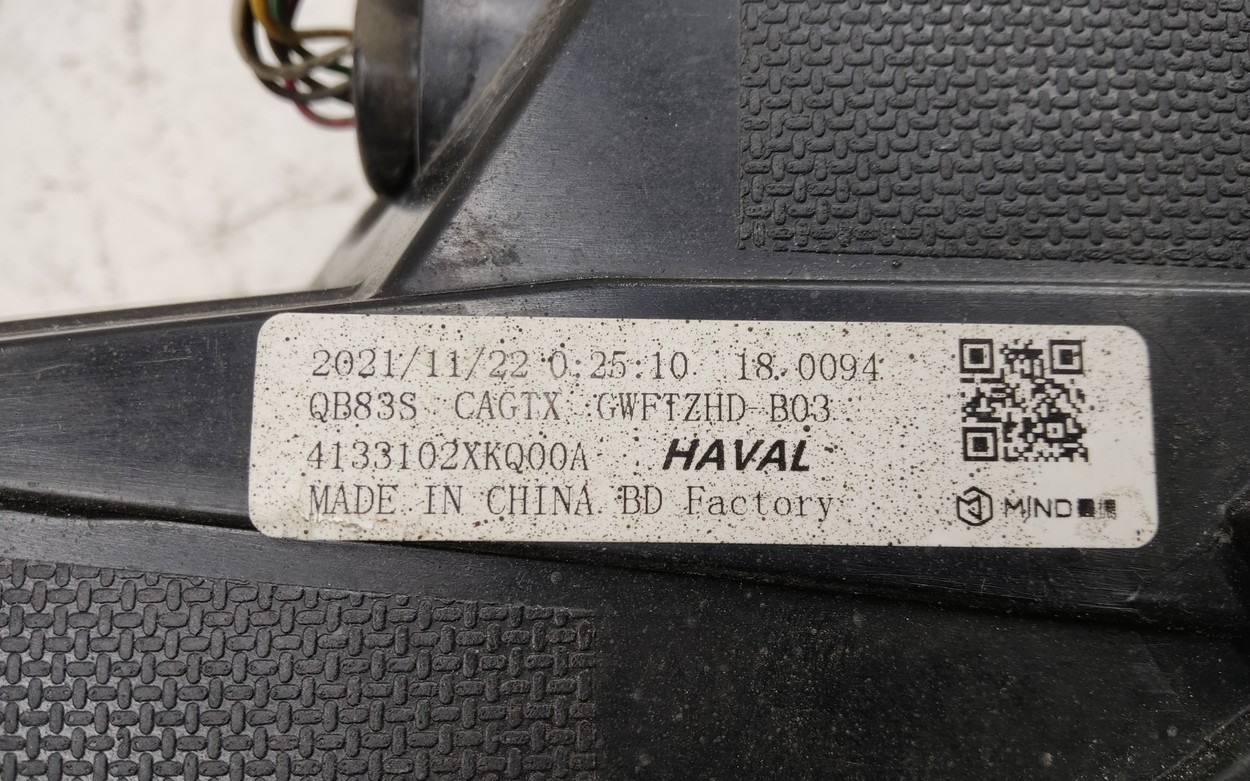 2021/11/22 0:25:10 18.0094
QB83S CAGTX GWFTZHD-B03
4133102XKQ00A HAVAL
MADE IN CHINA BD Factory
MIND